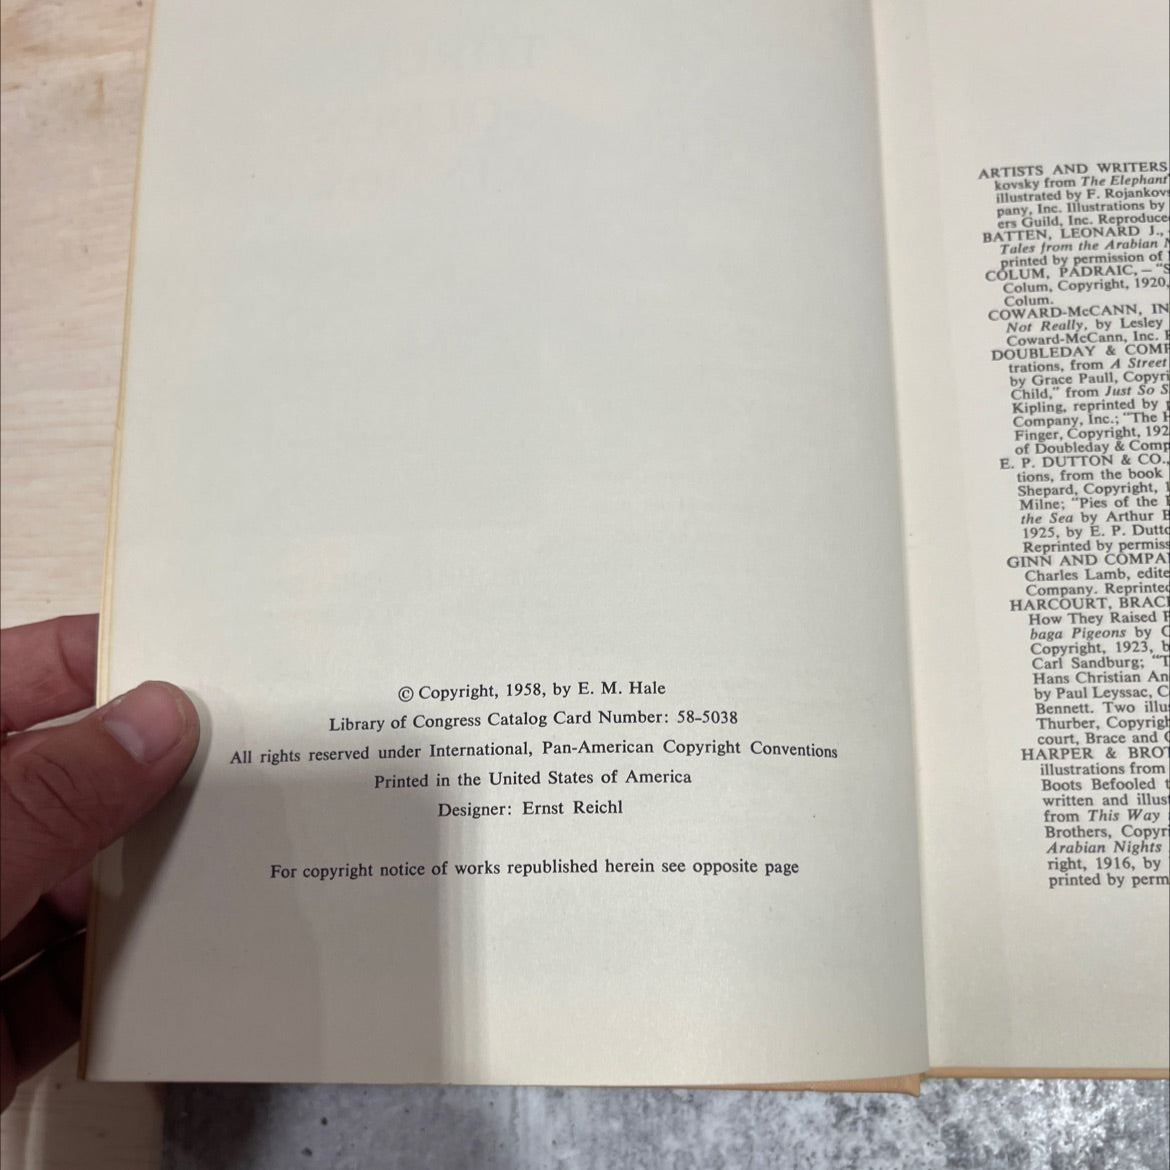 © Copyright, 1958, by E. M. Hale
Library of Congress Catalog Card Number: 58-5038
All rights reserved under International, Pan-American Copyright Conventions
Printed in the United States of America
Designer: Ernst Reichl
For copyright notice of works republished herein see opposite page
ARTISTS AND WRITERS
kovsky from The Elephant'
illustrated by F. Rojankovs
pany, Inc. Illustrations by
ers Guild, Inc. Reproduce
BATTEN, LEONARD J.,
Tales from the Arabian N
printed by permission of
COLUM, PADRAIC, — "S
Colum, Copyright, 1920,
Colum.
COWARD-McCANN, IN
Not Really, by Lesley
Coward-McCann, Inc.
DOUBLEDAY & COMP
trations, from A Street
by Grace Paull, Copyri
Child," from Just So S
Kipling, reprinted by
Company, Inc.; "The H
Finger, Copyright, 192
of Doubleday & Comp
E. P. DUTTON & CO.,
tions, from the book
Shepard, Copyright, 1
Milne; "Pies of the
the Sea by Arthur B
1925, by E. P. Dutto
Reprinted by permiss
GINN AND COMPA
Charles Lamb, edite
Company. Reprinted
HARCOURT, BRACE
How They Raised
baga Pigeons by C
Copyright, 1923, b
Carl Sandburg; "T
Hans Christian An
by Paul Leyssac, C
Bennett. Two illus
Thurber, Copyrigh
court, Brace and C
HARPER & BROT
illustrations from
Boots Befooled t
written and illust
from This Way
Brothers, Copyri
Arabian Nights
right, 1916, by
printed by perm